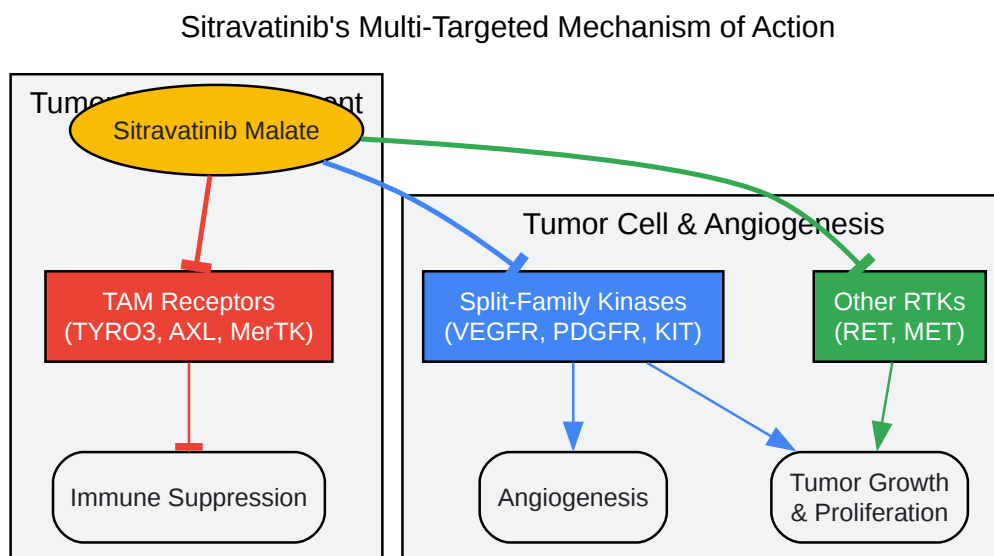 Sitravatinib's Multi-Targeted Mechanism of Action
Sitravatinib Malate
Tumor Cell & Angiogenesis
TAM Receptors
(TYRO3, AXL, MerTK)
Split-Family Kinases
(VEGFR, PDGFR, KIT)
Other RTKs
(RET, MET)
Immune Suppression
Angiogenesis
Tumor Growth
& Proliferation